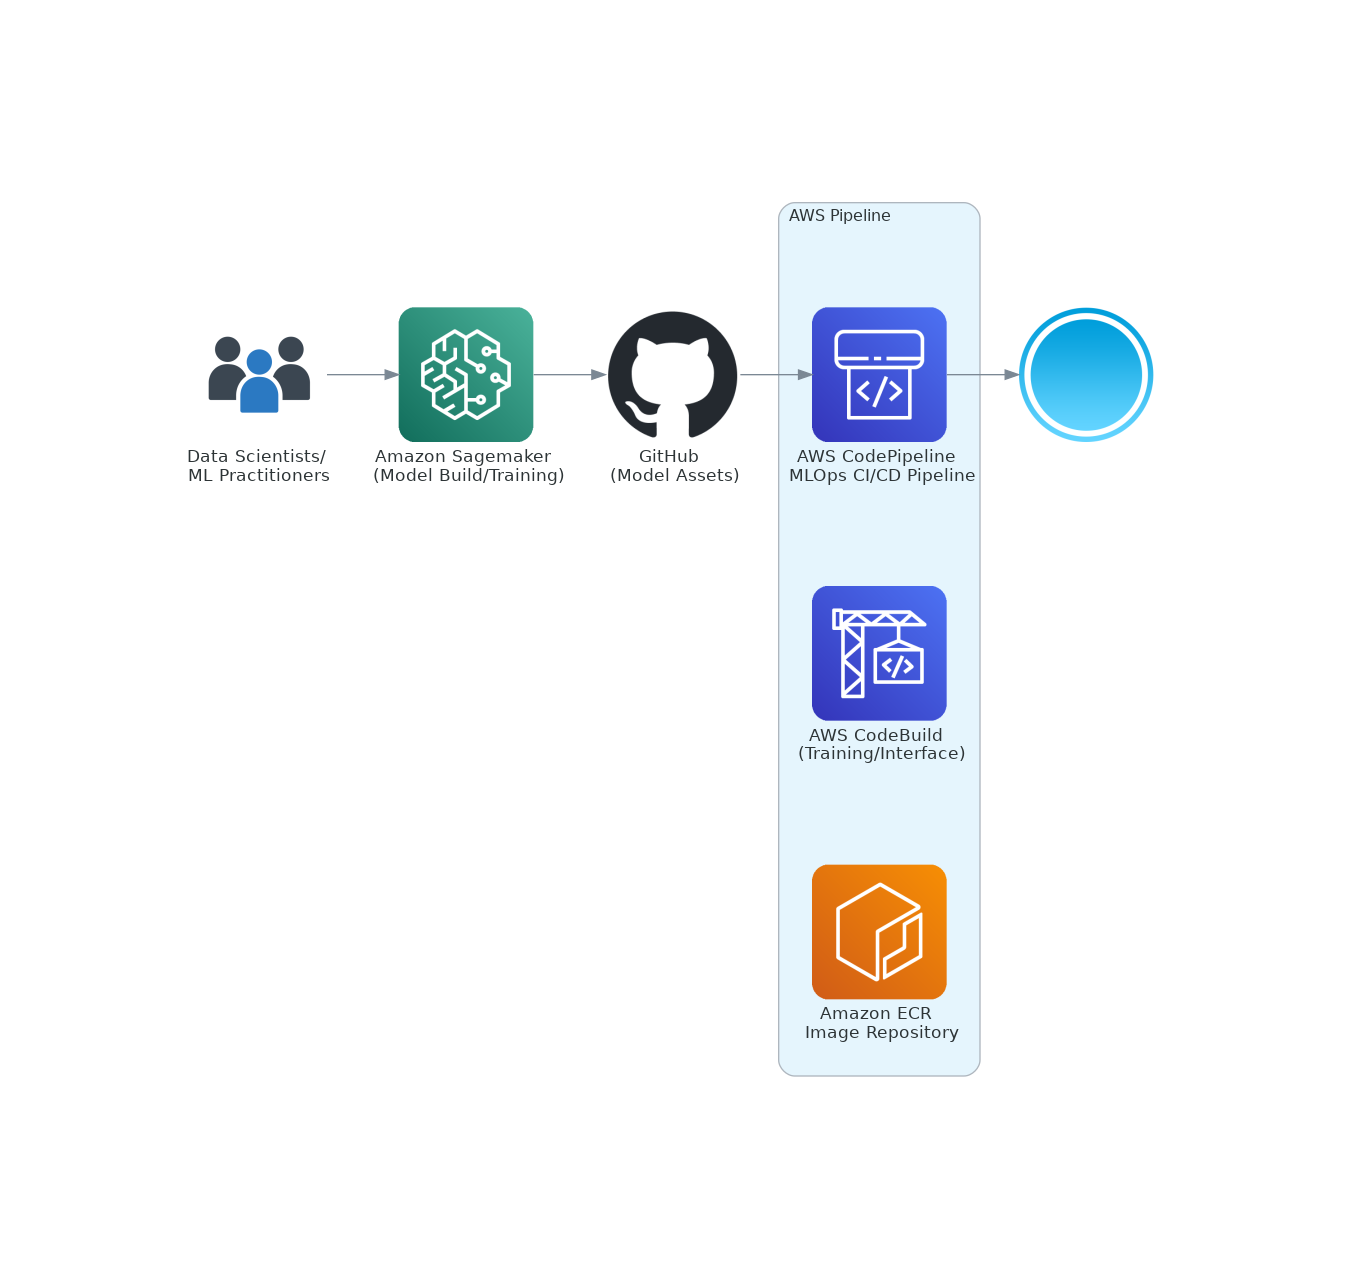 AWS Pipeline
Data Scientists/
ML Practitioners
Amazon Sagemaker
(Model Build/Training)
GitHub
(Model Assets)
AWS CodePipeline
MLOps CI/CD Pipeline
AWS CodeBuild
(Training/Interface)
Amazon ECR
Image Repository